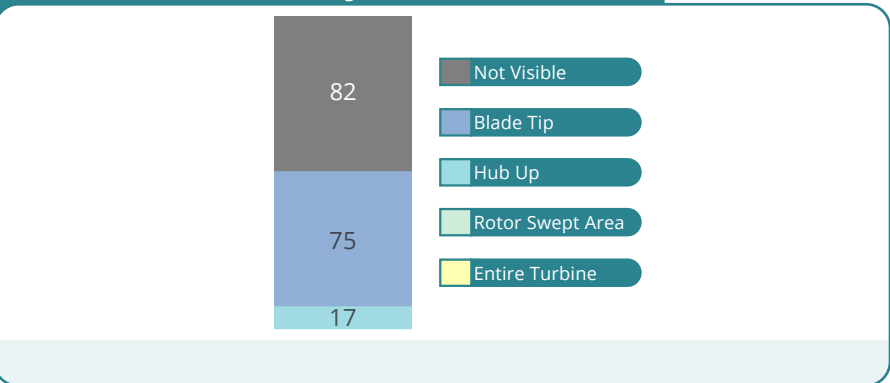 82
75
17
Not Visible
Blade Tip
Hub Up
Rotor Swept Area
Entire Turbine